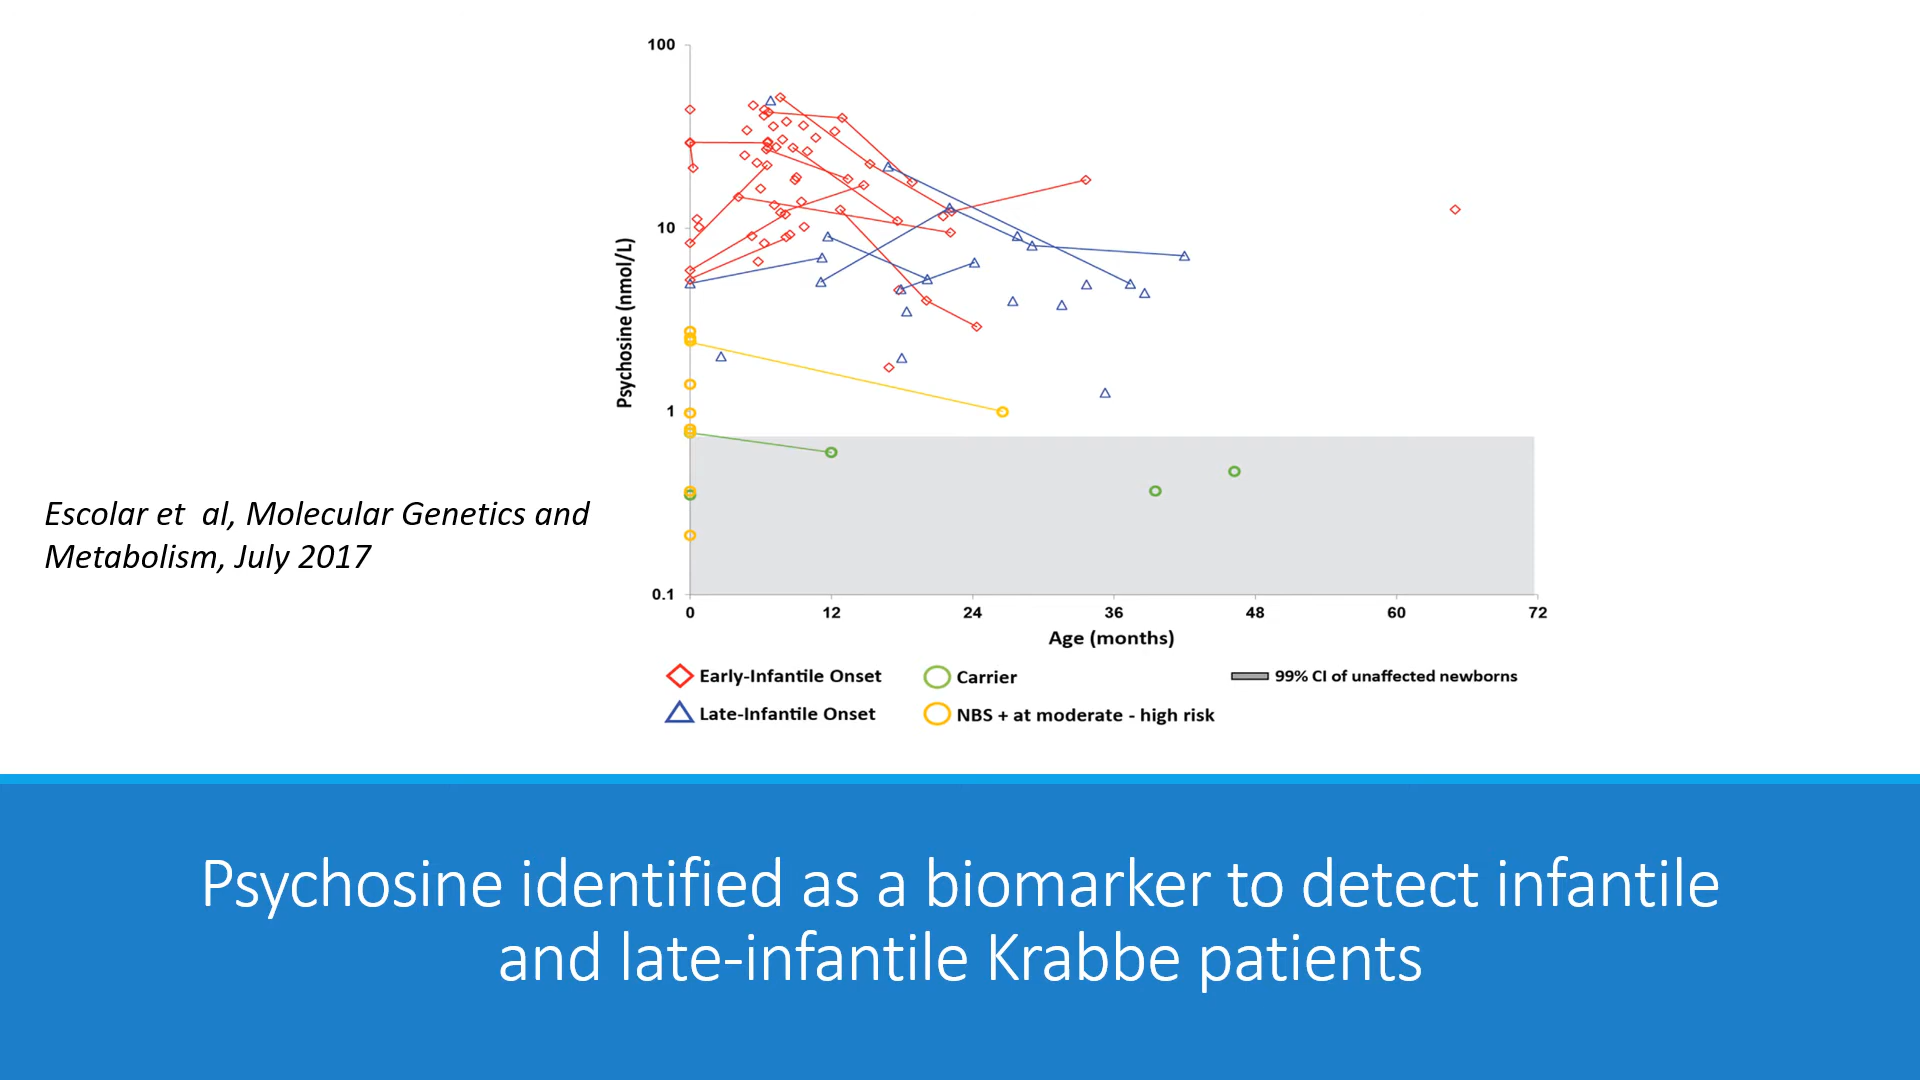 100
10
1
0.1
Psychosine (nmol/L)
0 12 24 36 48 60 72
Age (months)
Early-Infantile Onset
Carrier
99% CI of unaffected newborns
Late-Infantile Onset
NBS + at moderate - high risk
Escolar et  al, Molecular Genetics and
Metabolism, July 2017
Psychosine identified as a biomarker to detect infantile
and late-infantile Krabbe patients